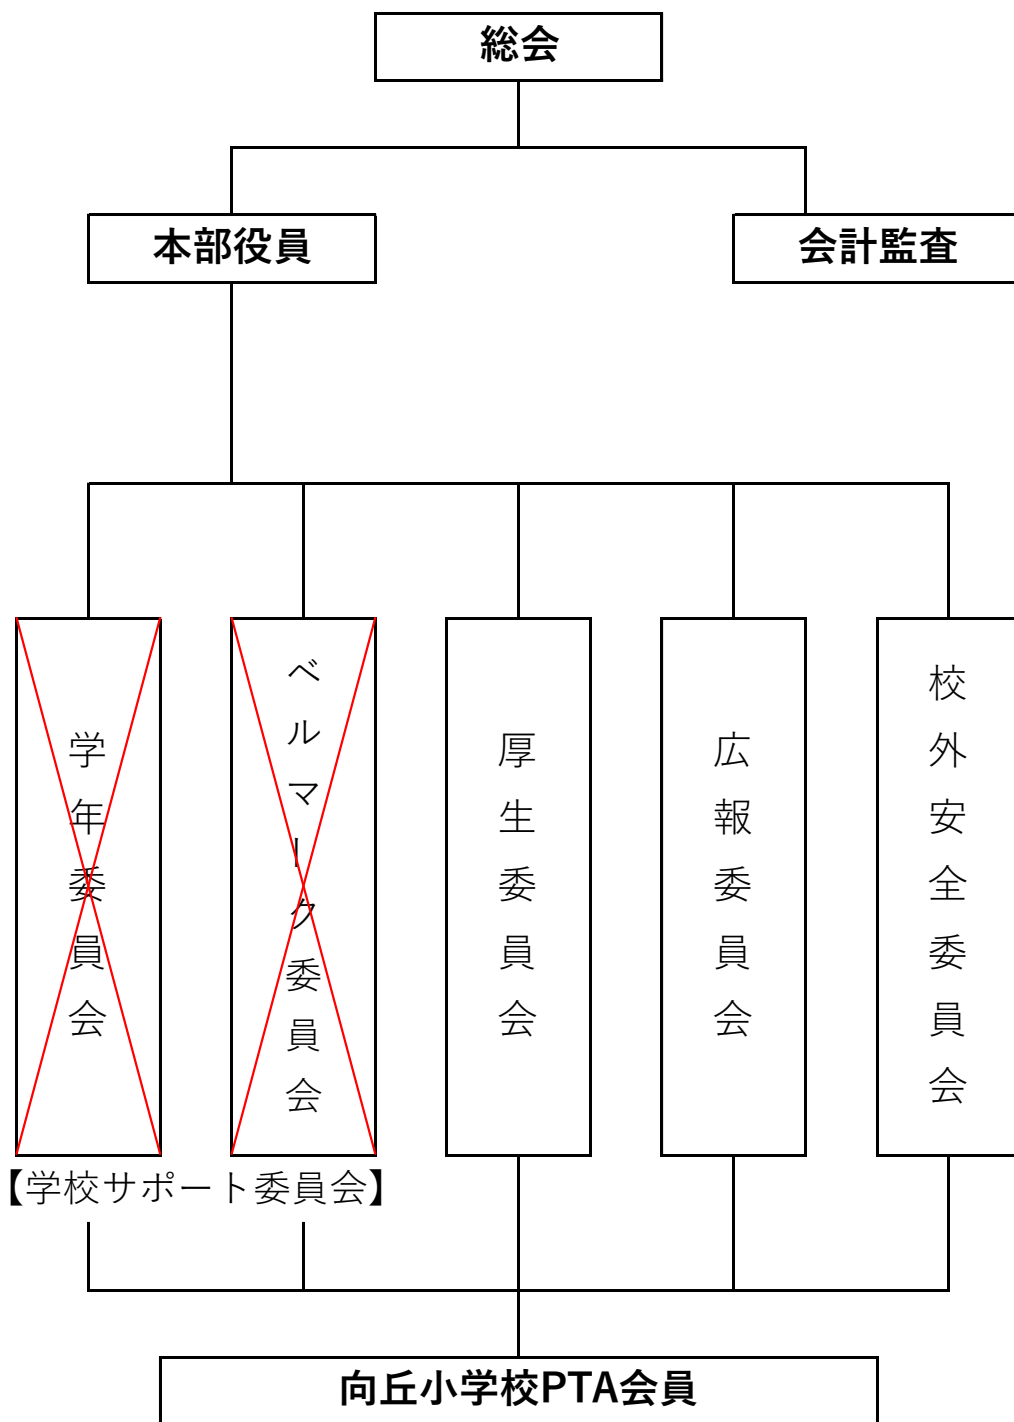 総会
本部役員
会計監査
学年委員会
ベルマーク委員会
厚生委員会
広報委員会
校外安全委員会
【学校サポート委員会】
向丘小学校PTA会員